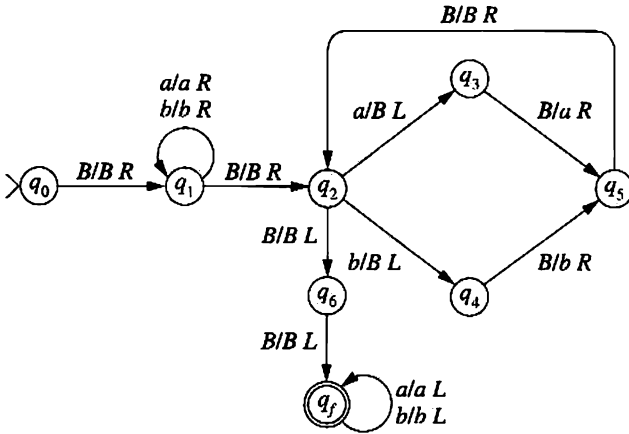 B/B R
a/a R
b/b R
q3
a/B L
B/a R
q0
B/B R
q1
B/B R
q2
q5
B/B L
b/B L
B/b R
q6
q4
B/B L
qf
a/a L
b/b L